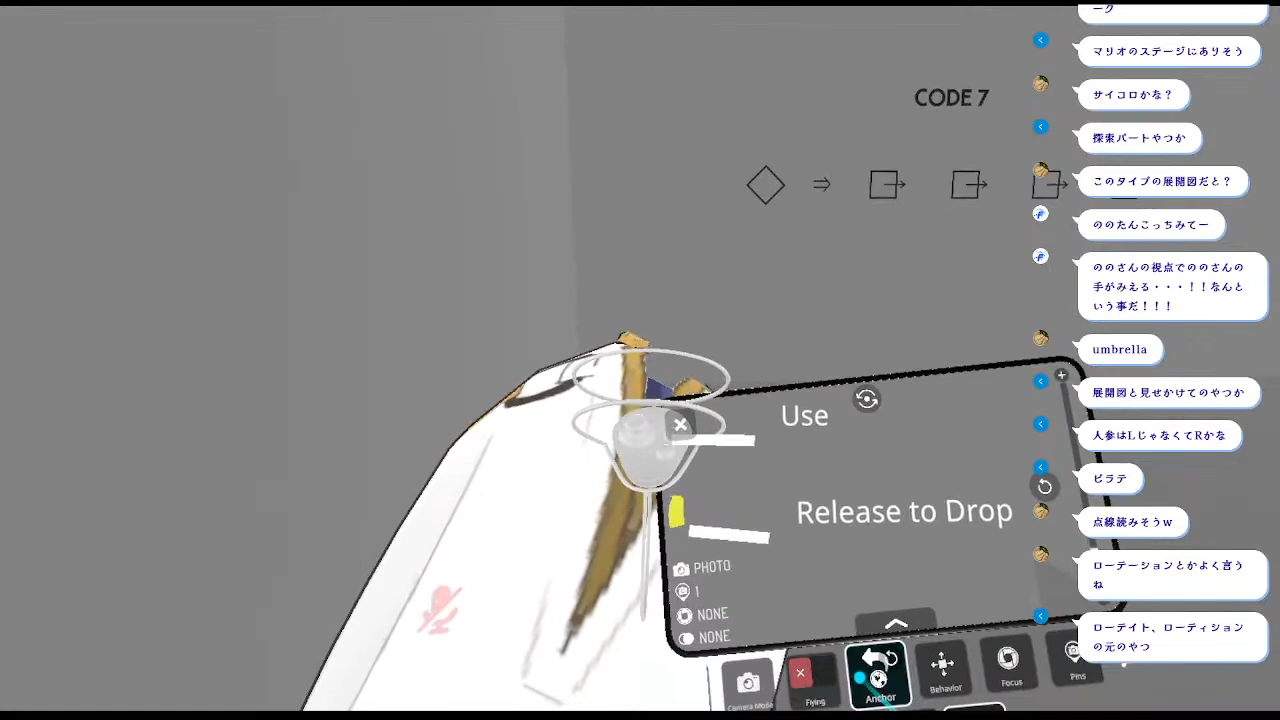 ーク
マリオのステージにありそう
CODE 7
サイコロかな？
探索パートやつか
このタイプの展開図だと？
ののたんこっちみてー
ののさんの視点でののさんの
手がみえる・・・！！なんと
いう事だ！！！
umbrella
展開図と見せかけてのやつか
Use
人参はLじゃなくてRかな
ピラテ
Release to Drop
点線読みそうw
PHOTO
1
NONE
NONE
ローテーションとかよく言う
ね
ローテイト、ローディション
の元のやつ
Camera Mode
Flying
Anchor
Behavior
Focus
Pins